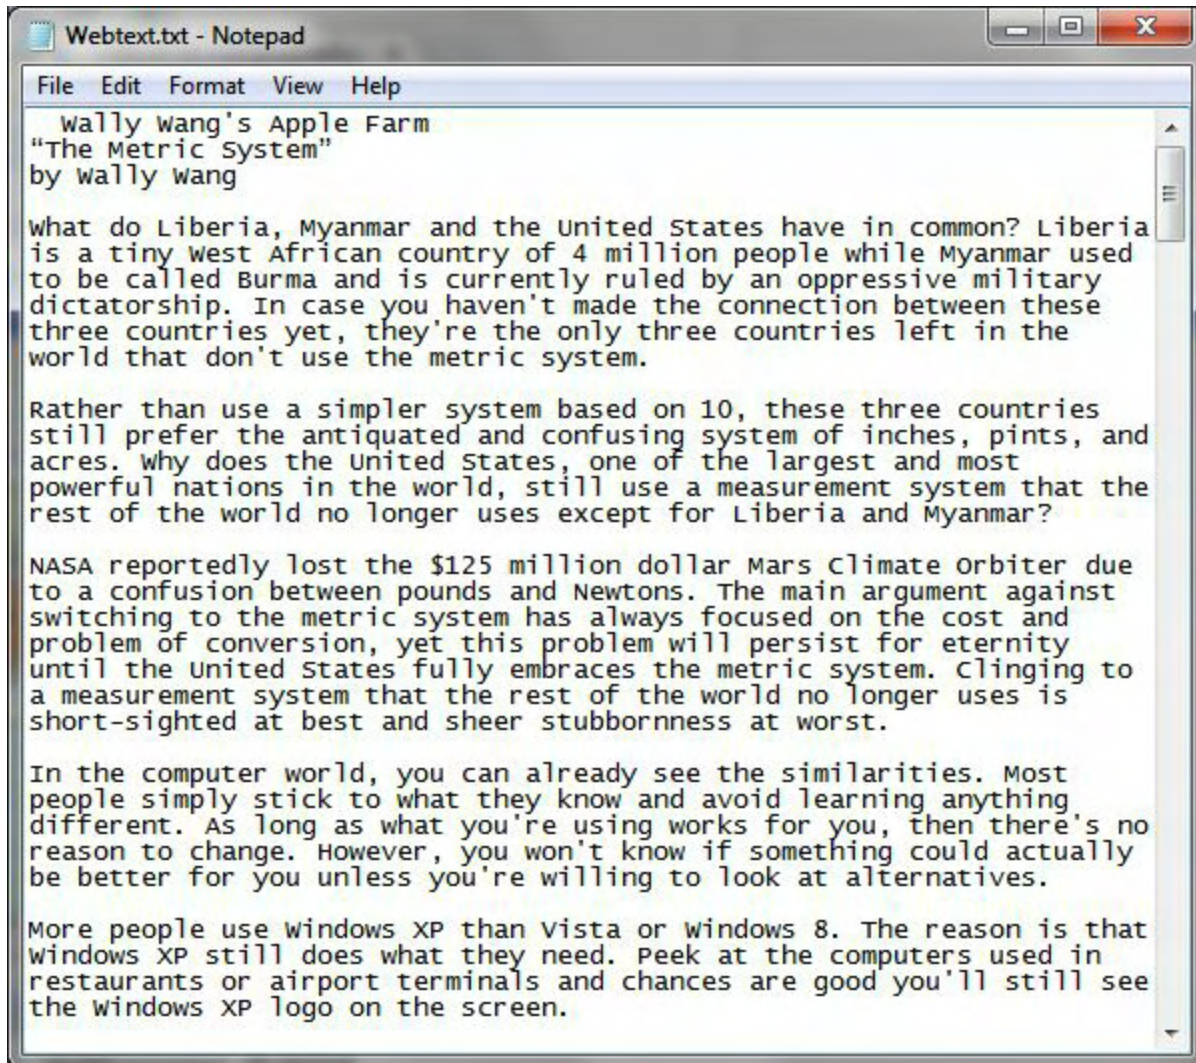 Webtext.txt - Notepad
File Edit Format View Help
Wally Wang's Apple Farm
“The Metric System”
by Wally Wang
What do Liberia, Myanmar and the United States have in common? Liberia
is a tiny West African country of 4 million people while Myanmar used
to be called Burma and is currently ruled by an oppressive military
dictatorship. In case you haven't made the connection between these
three countries yet, they're the only three countries left in the
world that don't use the metric system.
Rather than use a simpler system based on 10, these three countries
still prefer the antiquated and confusing system of inches, pints, and
acres. Why does the United States, one of the largest and most
powerful nations in the world, still use a measurement system that the
rest of the world no longer uses except for Liberia and Myanmar?
NASA reportedly lost the $125 million dollar Mars Climate Orbiter due
to a confusion between pounds and Newtons. The main argument against
switching to the metric system has always focused on the cost and
problem of conversion, yet this problem will persist for eternity
until the United States fully embraces the metric system. Clinging to
a measurement system that the rest of the world no longer uses is
short-sighted at best and sheer stubbornness at worst.
In the computer world, you can already see the similarities. Most
people simply stick to what they know and avoid learning anything
different. As long as what you're using works for you, then there's no
reason to change. However, you won't know if something could actually
be better for you unless you're willing to look at alternatives.
More people use Windows XP than Vista or Windows 8. The reason is that
Windows XP still does what they need. Peek at the computers used in
restaurants or airport terminals and chances are good you'll still see
the Windows XP logo on the screen.